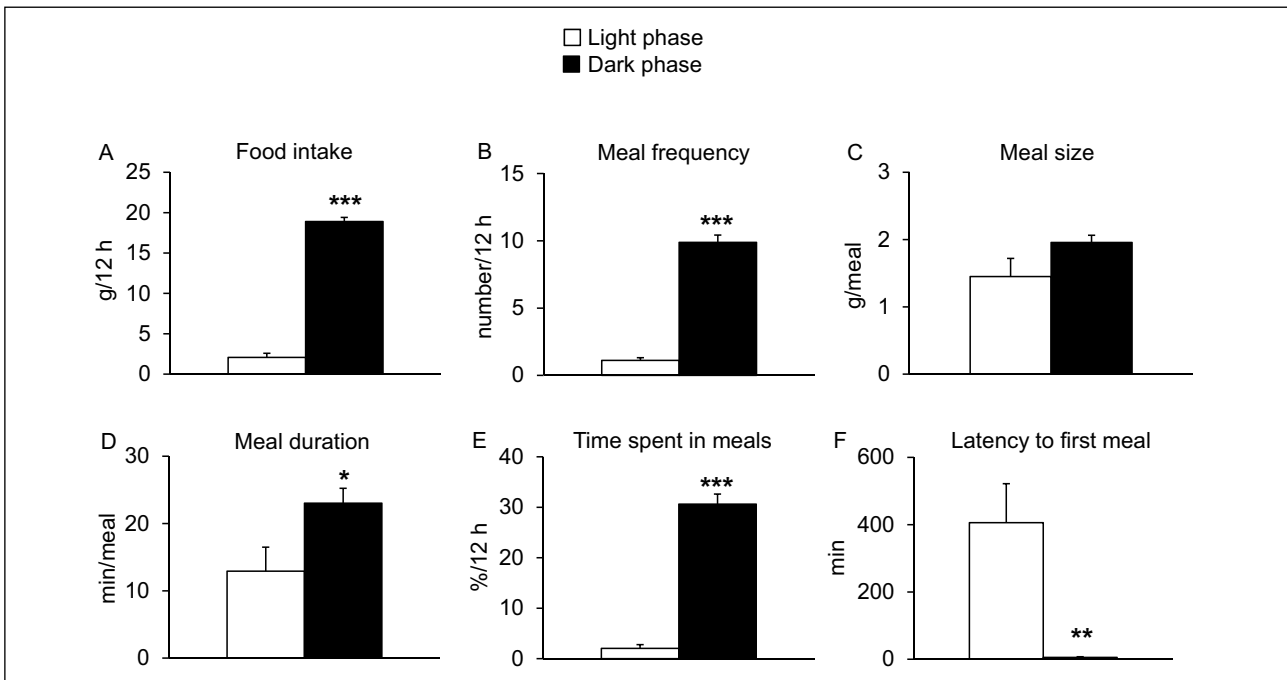 Light phase
Dark phase
A
Food intake
g/12 h
25
20
15
10
5
0
***
B
Meal frequency
number/12 h
15
10
5
0
***
C
Meal size
g/meal
3
2
1
0
D
Meal duration
min/meal
30
20
10
0
*
E
Time spent in meals
%/12 h
40
30
20
10
0
***
F
Latency to first meal
min
600
400
200
0
**